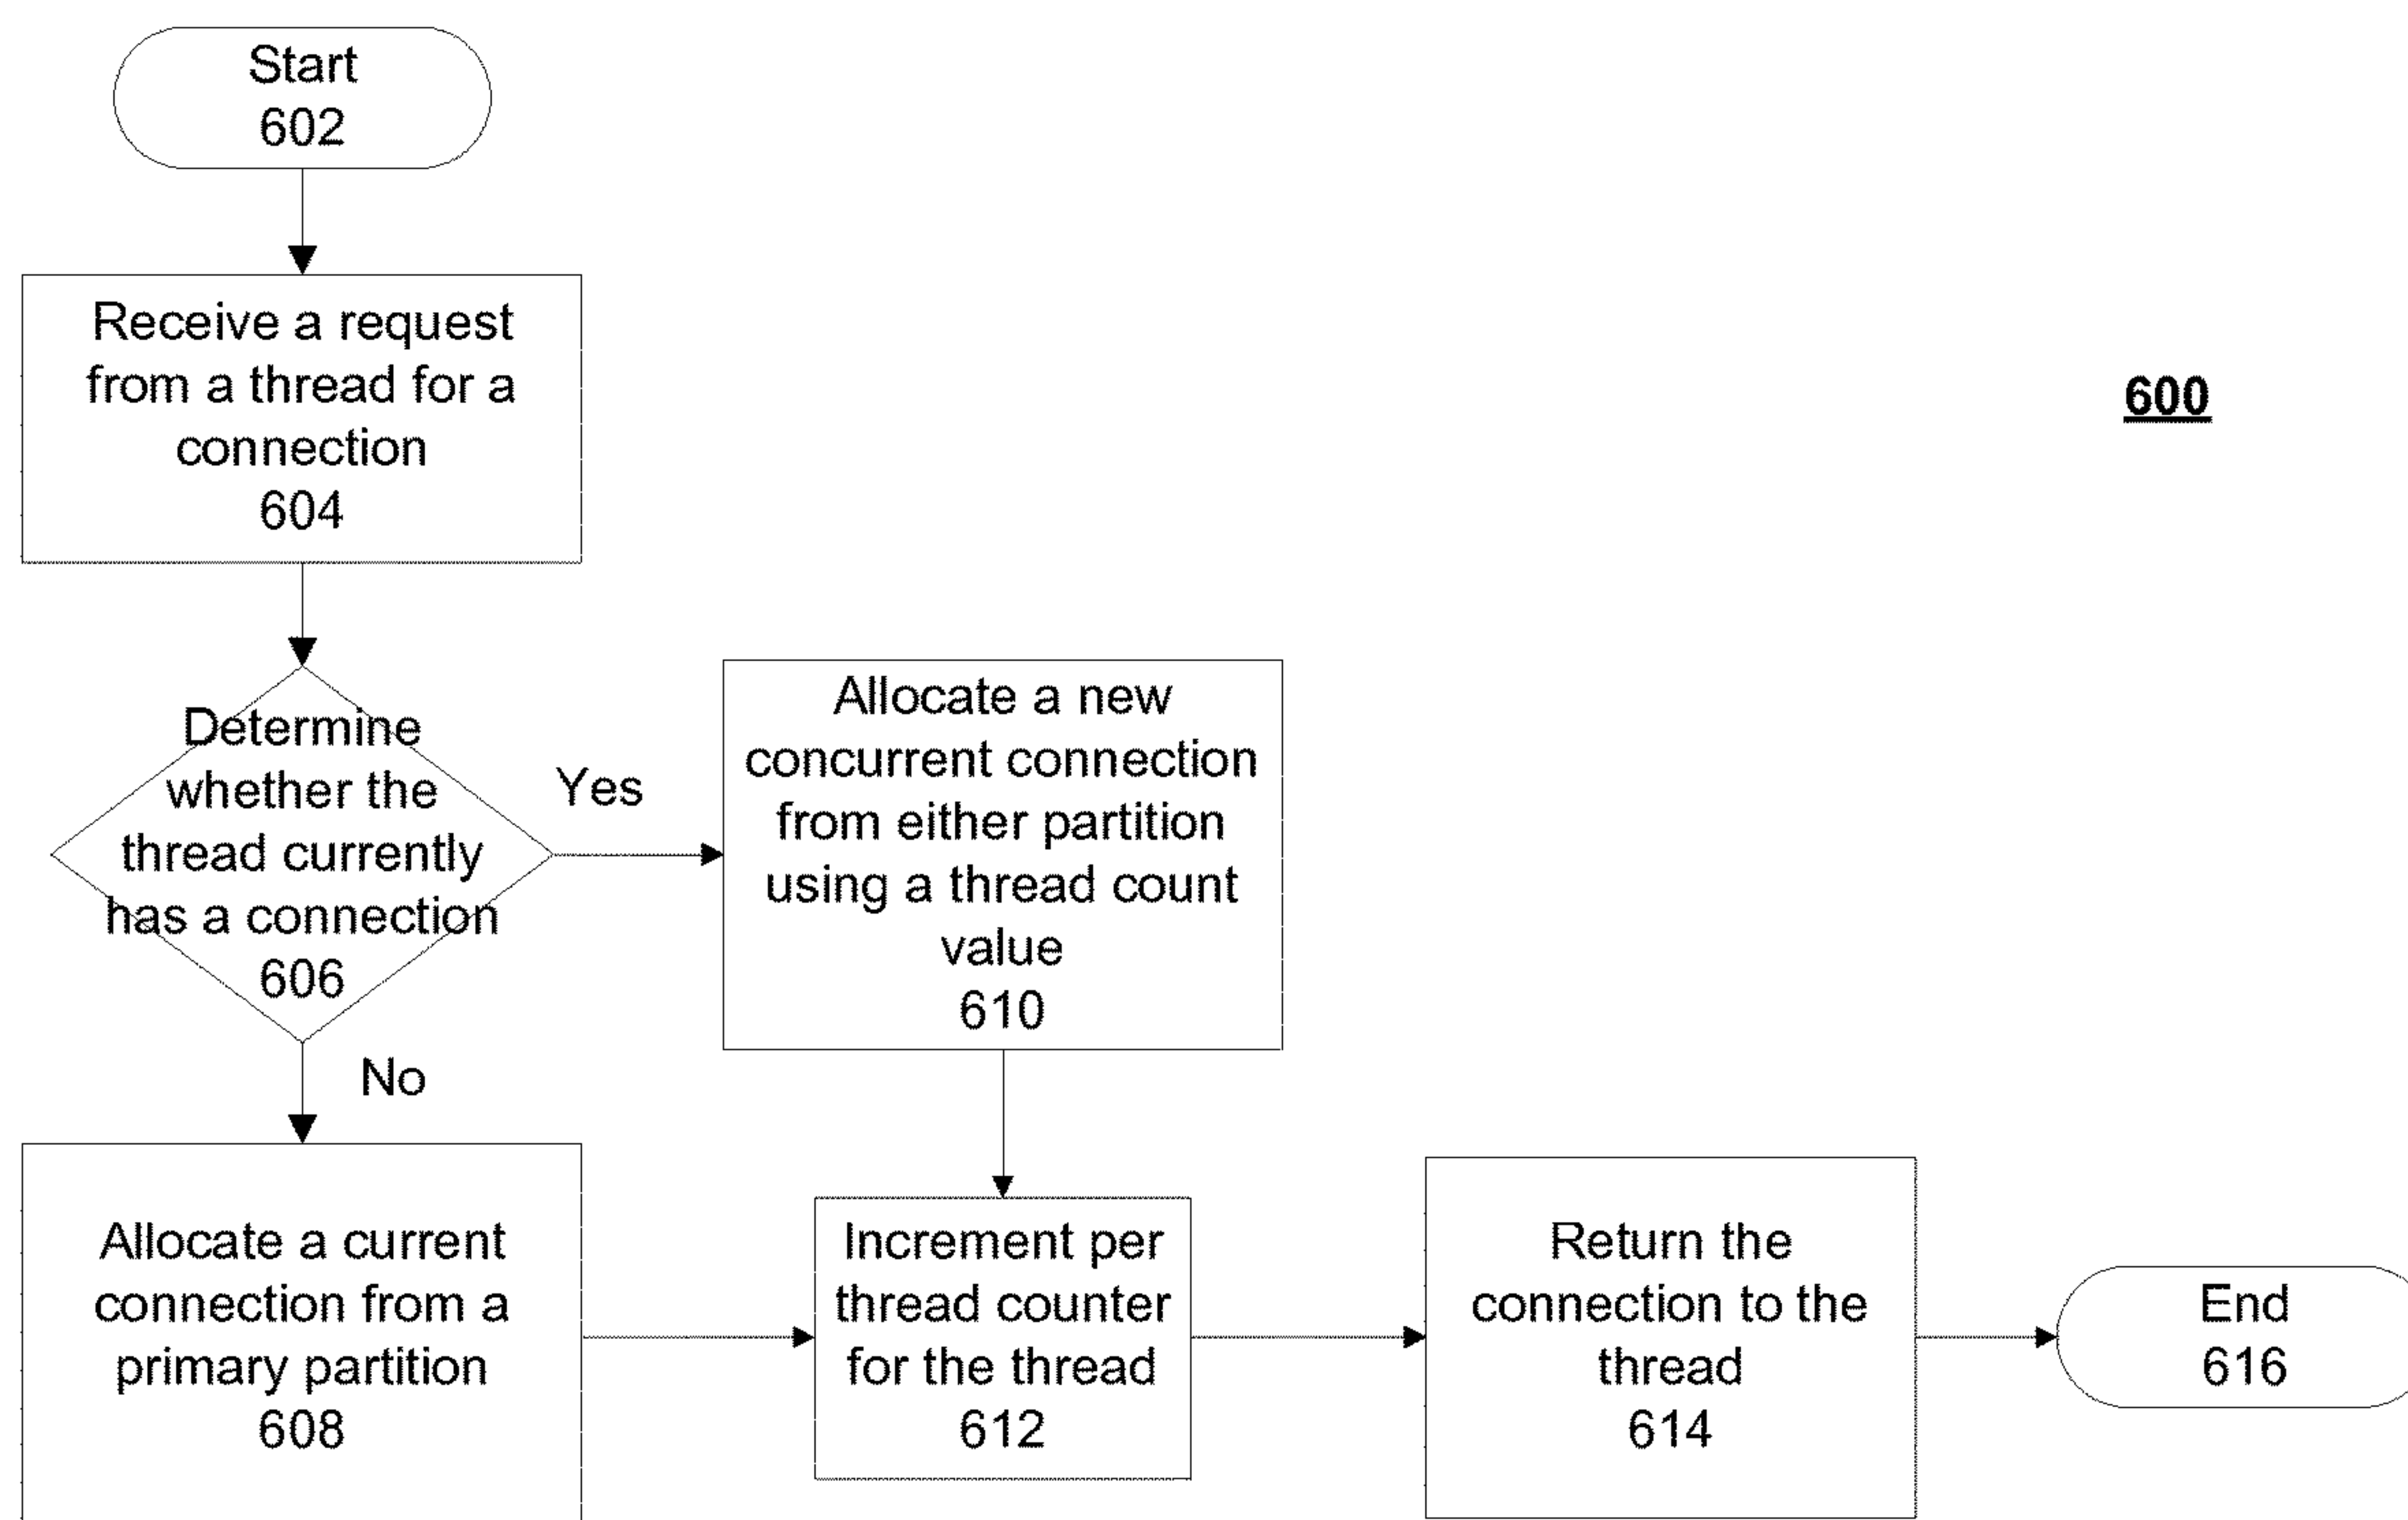 Start
602
Receive a request
from a thread for a
connection
604
600
Determine
whether the
thread currently
has a connection
606
Yes
Allocate a new
concurrent connection
from either partition
using a thread count
value
610
No
Allocate a current
connection from a
primary partition
608
Increment per
thread counter
for the thread
612
Return the
connection to the
thread
614
End
616